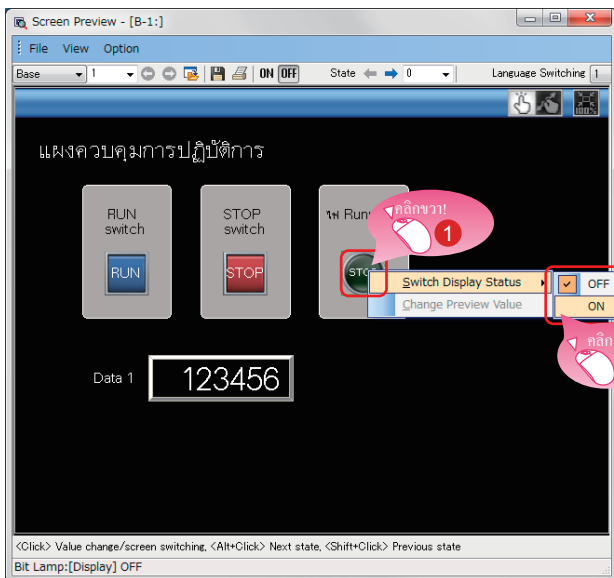 Screen Preview - [B-1:]
File View Option
Base 1 ON OFF State 0 Language Switching 1
100%
แผงควบคุมการปฏิบัติการ
RUN switch
STOP switch
ไฟ Run
คลิกขวา!
1
RUN
STOP
STO
Switch Display Status
OFF
Change Preview Value
ON
คลิก
Data 1 123456
<Click> Value change/screen switching, <Alt+Click> Next state, <Shift+Click> Previous state
Bit Lamp:[Display] OFF